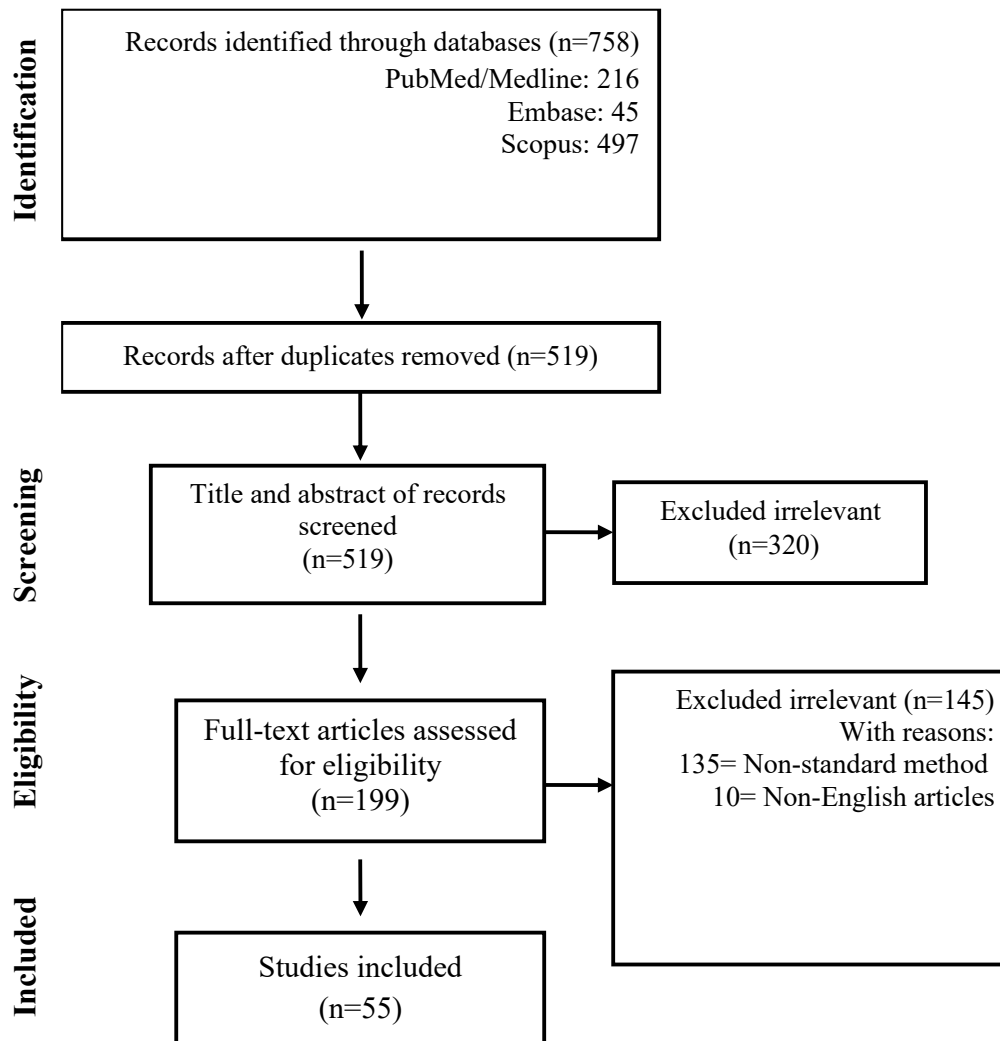 Identification
Records identified through databases (n=758)
PubMed/Medline: 216
Embase: 45
Scopus: 497
Records after duplicates removed (n=519)
Screening
Title and abstract of records
screened
(n=519)
Excluded irrelevant
(n=320)
Eligibility
Full-text articles assessed
for eligibility
(n=199)
Excluded irrelevant (n=145)
With reasons:
135= Non-standard method
10= Non-English articles
Included
Studies included
(n=55)